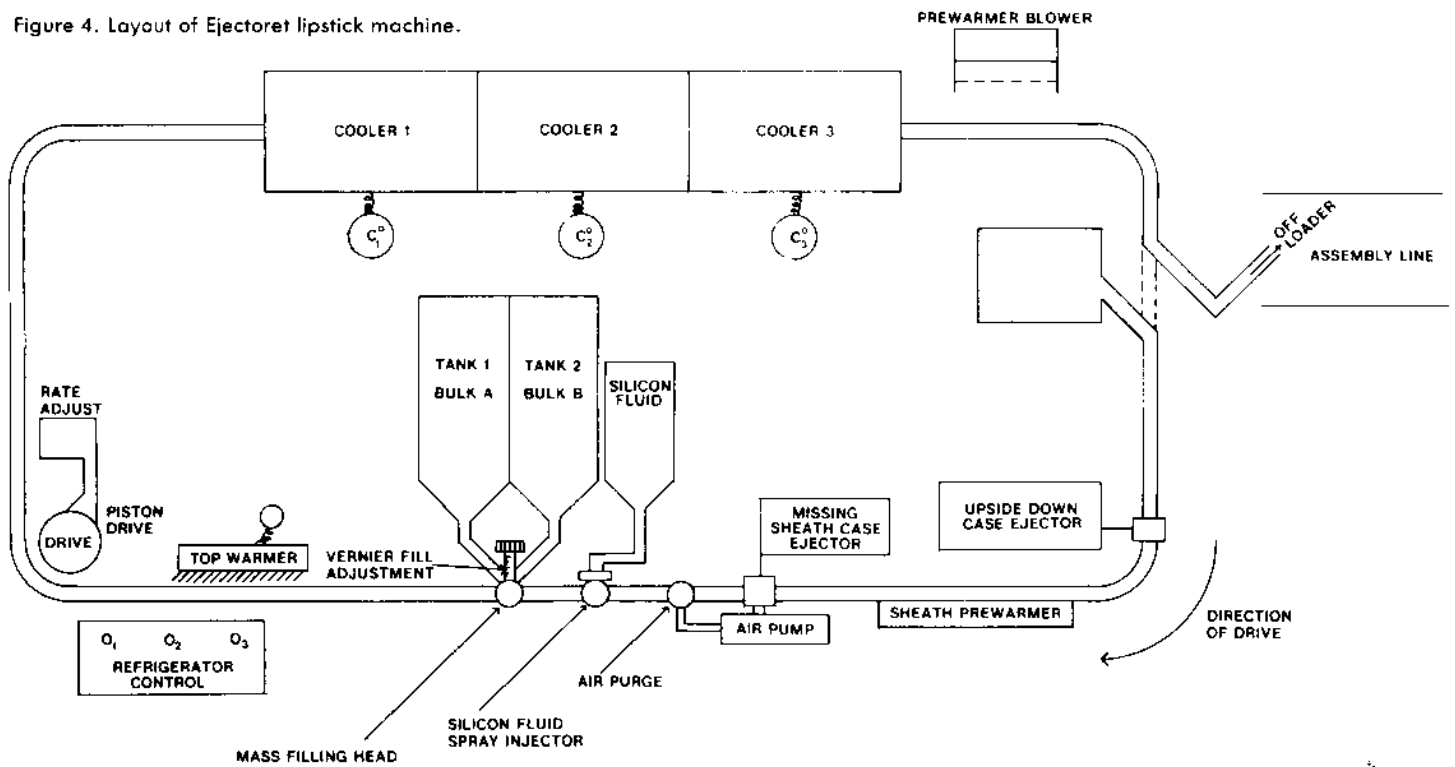 Figure 4. Layout of Ejectoret lipstick machine.
PREWARMER BLOWER
COOLER 1
COOLER 2
COOLER 3
C₁°
C₂°
C₃°
OFF
LOADER
ASSEMBLY LINE
TANK 1
BULK A
TANK 2
BULK B
SILICON
FLUID
RATE
ADJUST
PISTON
DRIVE
DRIVE
TOP WARMER
VERNIER FILL
ADJUSTMENT
MISSING
SHEATH CASE
EJECTOR
UPSIDE DOWN
CASE EJECTOR
SHEATH PREWARMER
AIR PUMP
DIRECTION
OF DRIVE
O₁ O₂ O₃
REFRIGERATOR
CONTROL
AIR PURGE
SILICON FLUID
SPRAY INJECTOR
MASS FILLING HEAD